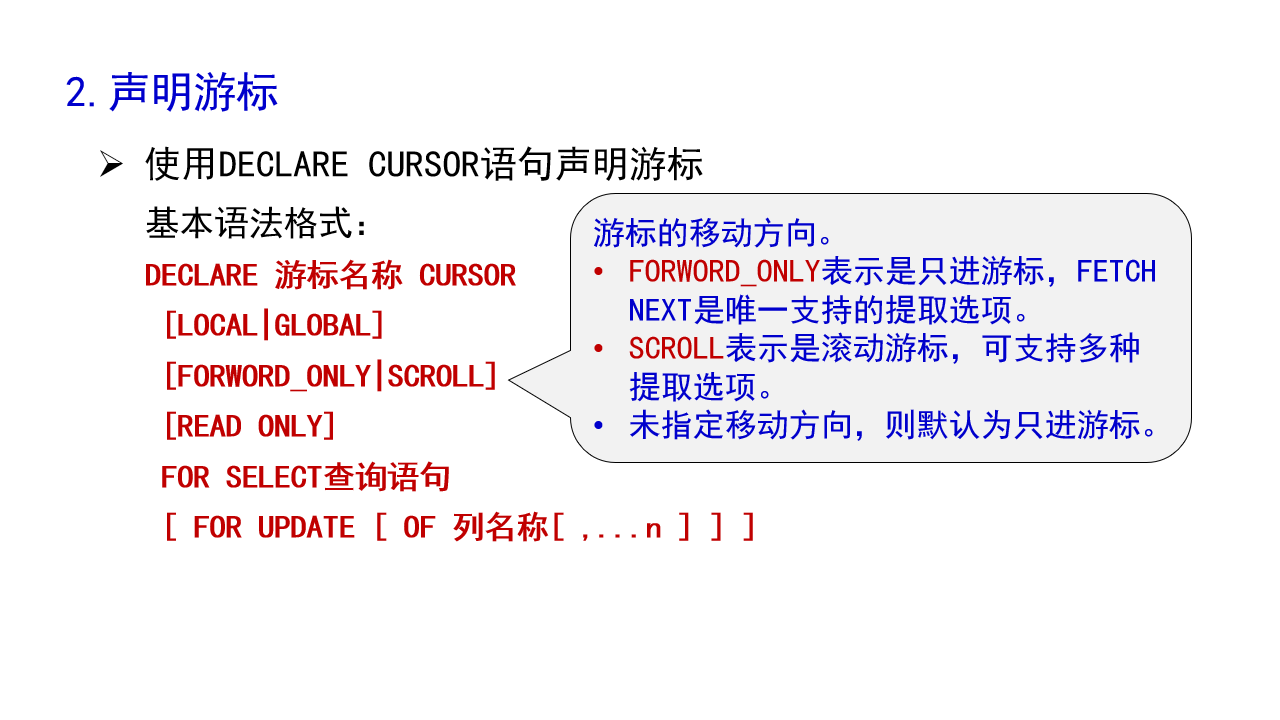 2.声明游标
➢ 使用DECLARE CURSOR语句声明游标
基本语法格式:
DECLARE 游标名称 CURSOR
[LOCAL|GLOBAL]
[FORWORD_ONLY|SCROLL]
[READ ONLY]
FOR SELECT查询语句
[ FOR UPDATE [ OF 列名称[ ,...n ] ] ]
游标的移动方向。
• FORWORD_ONLY表示是只进游标，FETCH
NEXT是唯一支持的提取选项。
• SCROLL表示是滚动游标，可支持多种
提取选项。
• 未指定移动方向，则默认为只进游标。